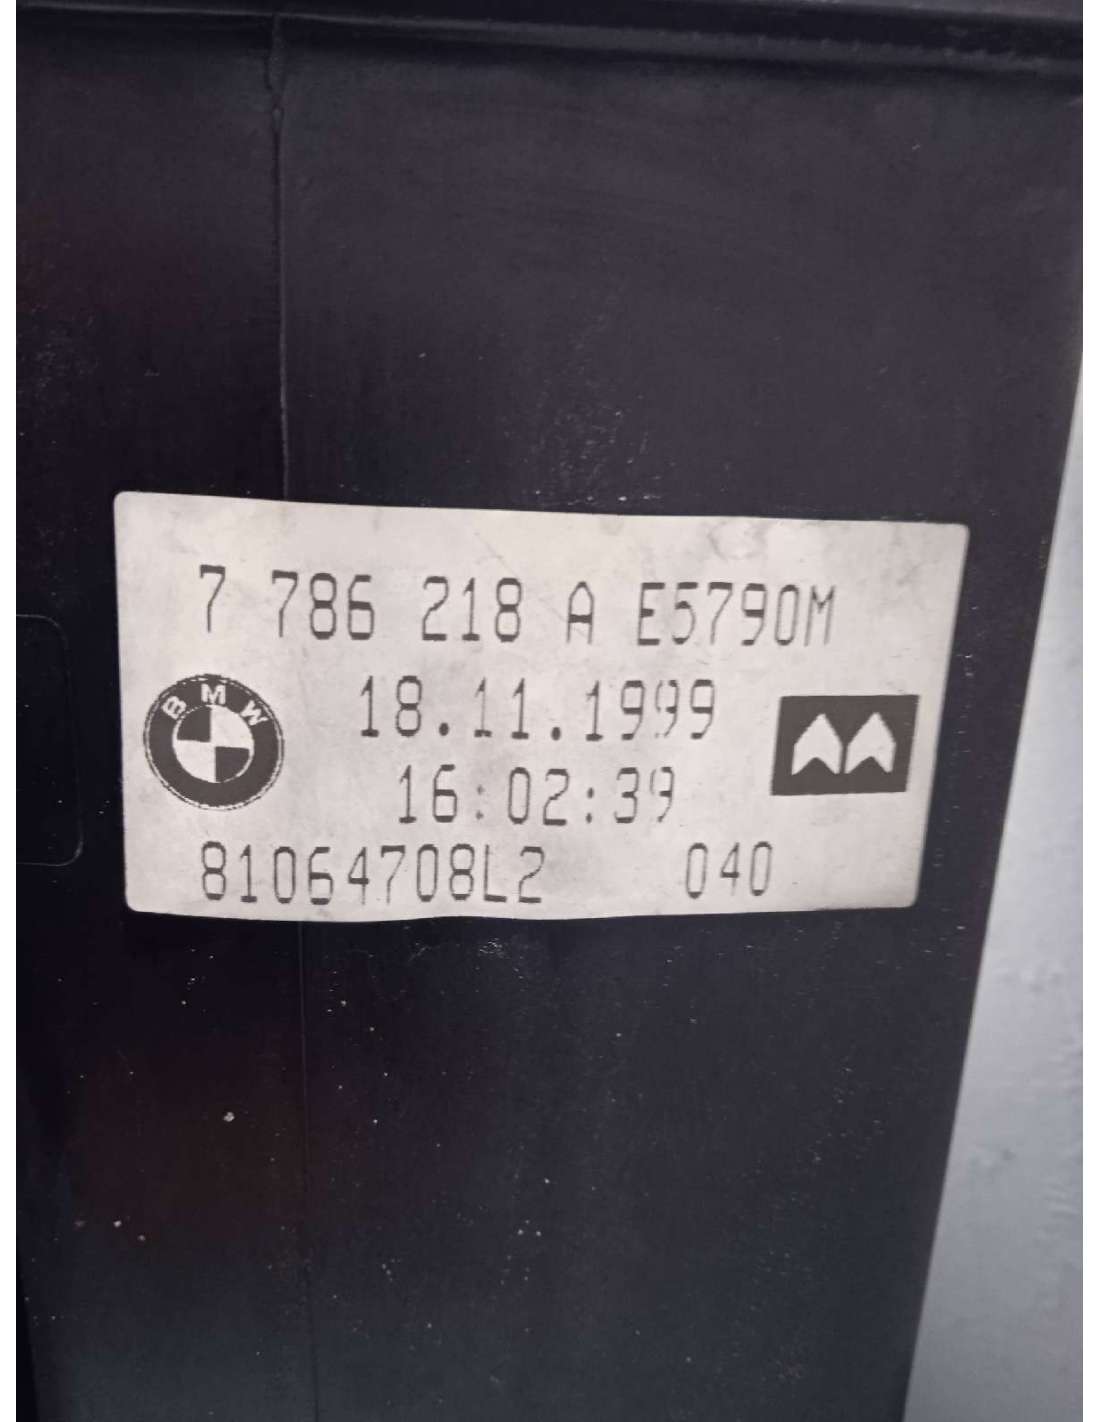 7 786 218 A E5790M
BMW
18.11.1999
16:02:39
81064708L2 040